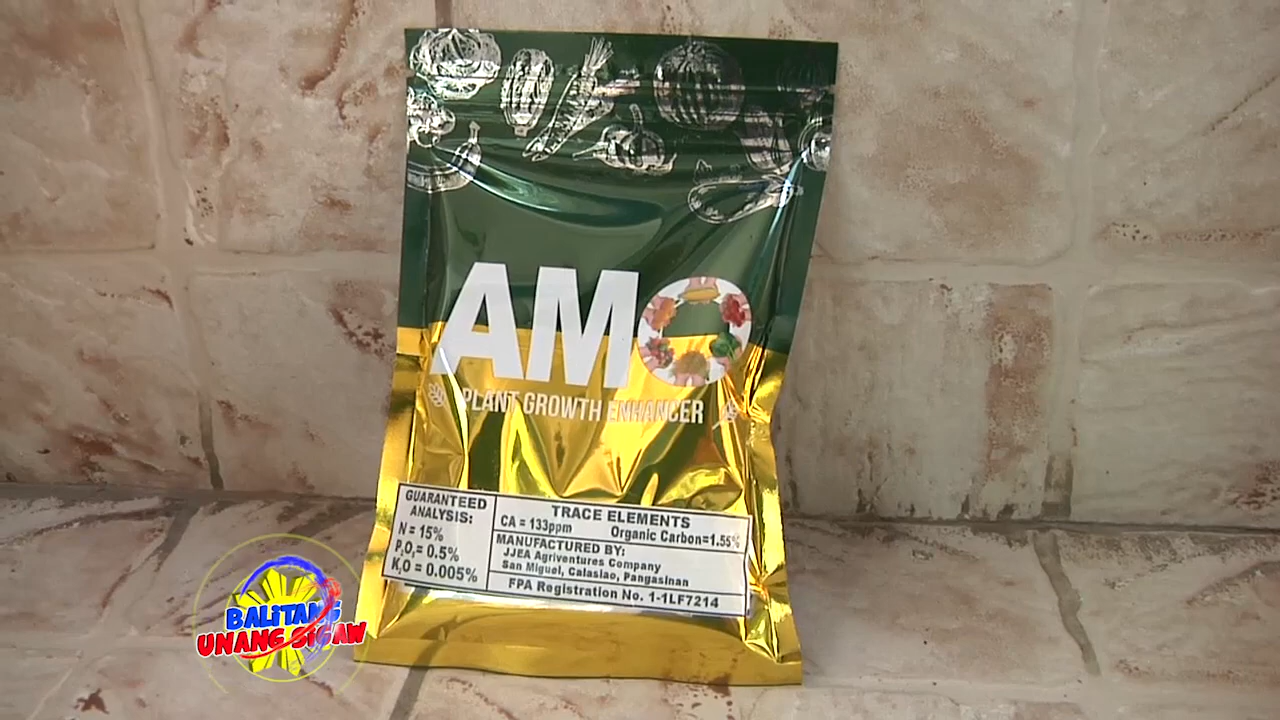 AMO
PLANT GROWTH ENHANCER
GUARANTEED
ANALYSIS:
N = 15%
P₂O₅= 0.5%
K₂O = 0.005%
TRACE ELEMENTS
CA = 133ppm Organic Carbon=1.55%
MANUFACTURED BY:
JJEA Agriventures Company
San Miguel, Calasiao, Pangasinan
FPA Registration No. 1-1LF7214
BALITANG
UNANG SIGAW